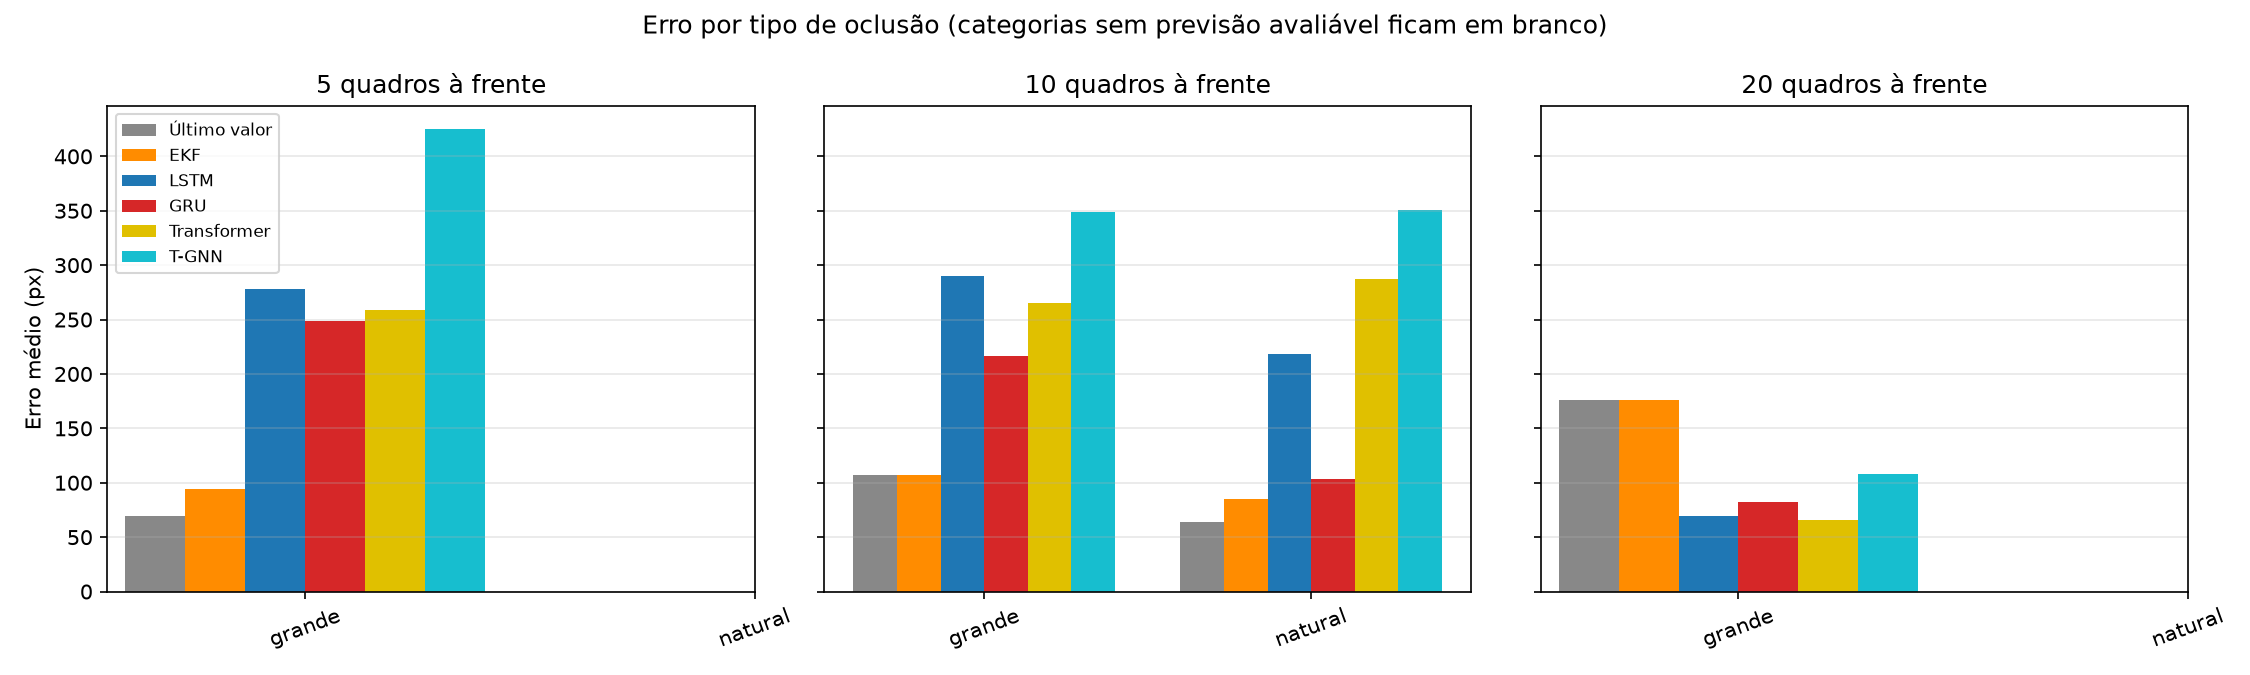 Erro por tipo de oclusão (categorias sem previsão avaliável ficam em branco)
5 quadros à frente
10 quadros à frente
20 quadros à frente
Erro médio (px)
400
350
300
250
200
150
100
50
0
Último valor
EKF
LSTM
GRU
Transformer
T-GNN
grande
natural
grande
natural
grande
natural